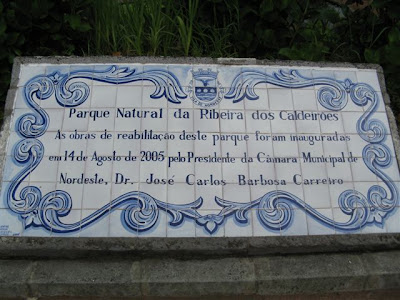 Parque Natural da Ribeira dos Caldeirões
As obras de reabilitação deste parque foram inauguradas
em 14 de Agosto de 2005 pelo Presidente da Câmara Municipal de
Nordeste, Dr. José Carlos Barbosa Carreiro